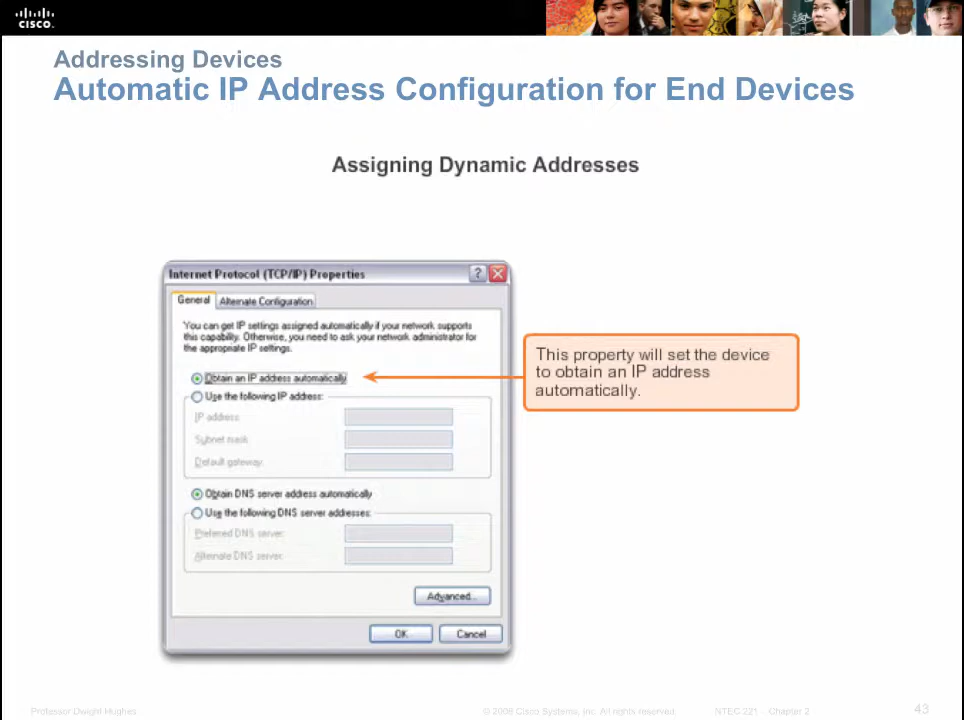 CISCO
Addressing Devices
Automatic IP Address Configuration for End Devices
Assigning Dynamic Addresses
Internet Protocol (TCP/IP) Properties
General Alternate Configuration
You can get IP settings assigned automatically if your network supports
this capability. Otherwise, you need to ask your network administrator for
the appropriate IP settings.
Obtain an IP address automatically
Use the following IP address:
IP address:
Subnet mask:
Default gateway:
Obtain DNS server address automatically
Use the following DNS server addresses:
Preferred DNS server:
Alternate DNS server:
Advanced...
OK Cancel
This property will set the device
to obtain an IP address
automatically.
Professor Dwight Hughes © 2008 Cisco Systems, Inc. All rights reserved. NTEC 221 - Chapter 2 43